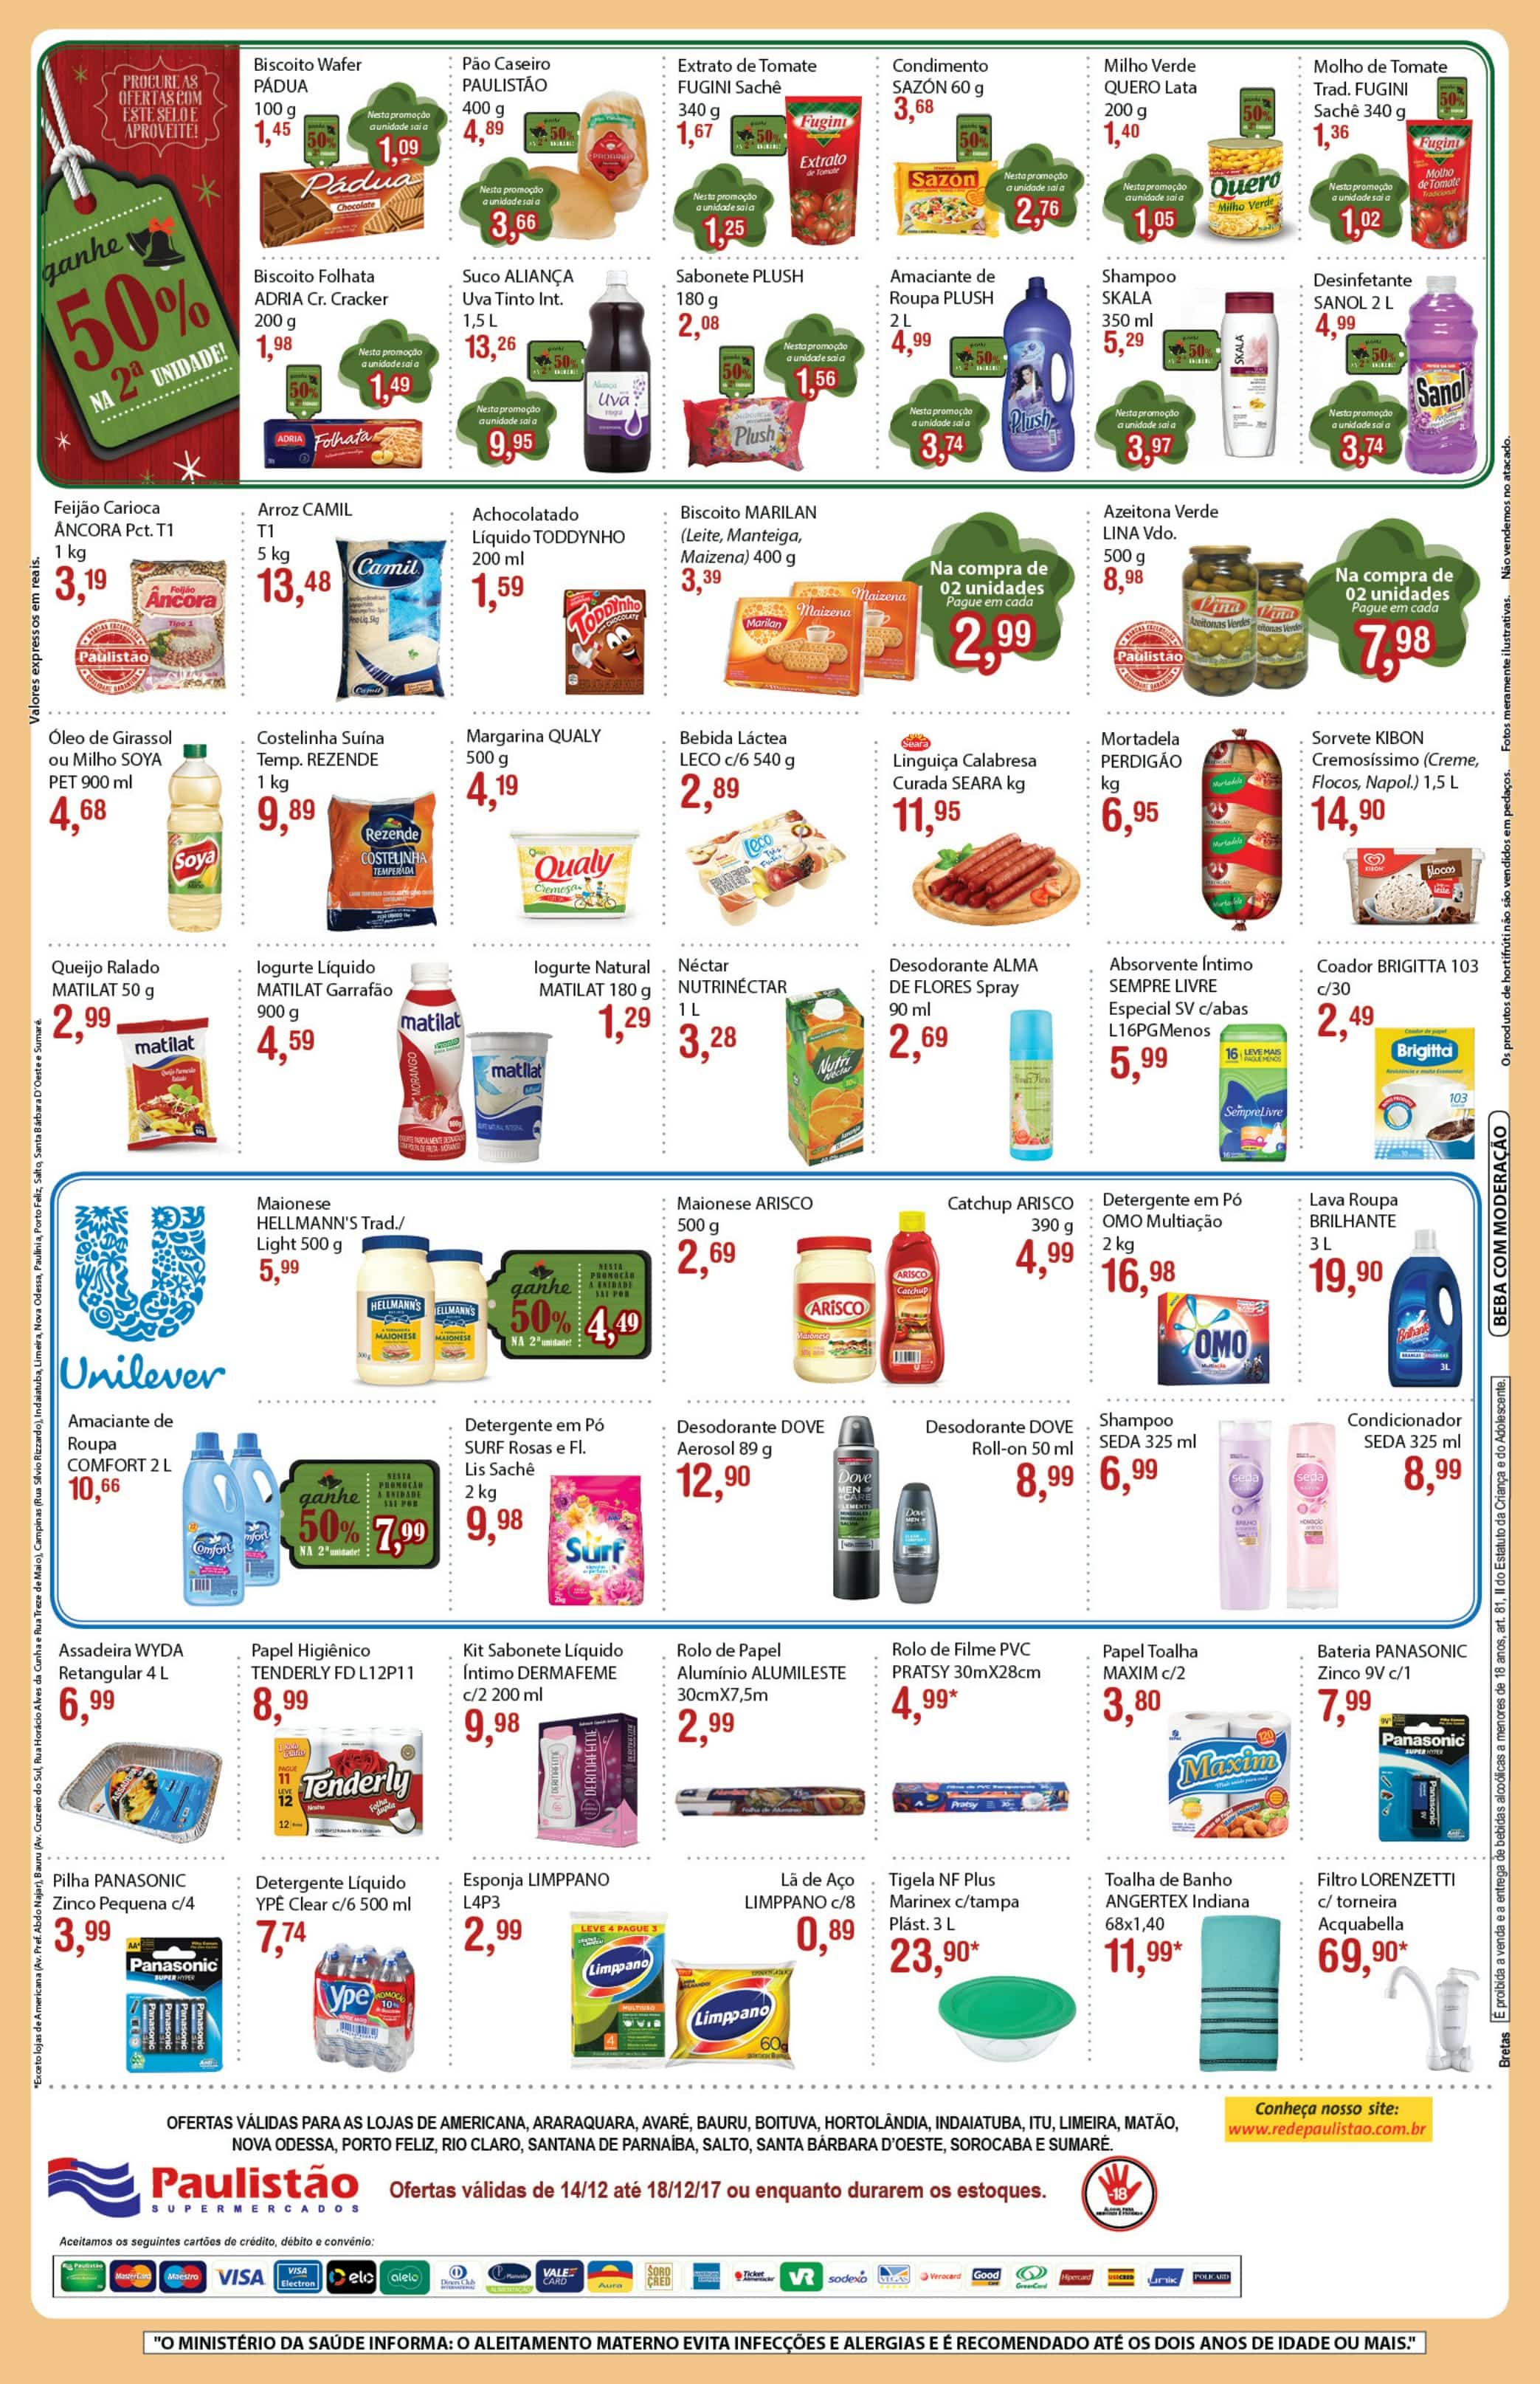 PROCURE AS
OFERTAS COM
ESTE SELO E
APROVEITE!
ganhe
50%
NA 2ª UNIDADE!
Biscoito Wafer
PÁDUA
100 g
1,45
Nesta promoção
a unidade sai a
1,09
Pão Caseiro
PAULISTÃO
400 g
4,89
Nesta promoção
a unidade sai a
3,66
Extrato de Tomate
FUGINI Sachê
340 g
1,67
Nesta promoção
a unidade sai a
1,25
Condimento
SAZÓN 60 g
3,68
Nesta promoção
a unidade sai a
2,76
Milho Verde
QUERO Lata
200 g
1,40
Nesta promoção
a unidade sai a
1,05
Molho de Tomate
Trad. FUGINI
Sachê 340 g
1,36
Nesta promoção
a unidade sai a
1,02
Biscoito Folhata
ADRIA Cr. Cracker
200 g
1,98
Nesta promoção
a unidade sai a
1,49
Suco ALIANÇA
Uva Tinto Int.
1,5 L
13,26
Nesta promoção
a unidade sai a
9,95
Sabonete PLUSH
180 g
2,08
Nesta promoção
a unidade sai a
1,56
Amaciante de
Roupa PLUSH
2 L
4,99
Nesta promoção
a unidade sai a
3,74
Shampoo
SKALA
350 ml
5,29
Nesta promoção
a unidade sai a
3,97
Desinfetante
SANOL 2 L
4,99
Nesta promoção
a unidade sai a
3,74
Feijão Carioca
ÂNCORA Pct. T1
1 kg
3,19
Paulistão
Arroz CAMIL
T1
5 kg
13,48
Achocolatado
Líquido TODDYNHO
200 ml
1,59
Biscoito MARILAN
(Leite, Manteiga,
Maizena) 400 g
3,39
Na compra de
02 unidades
Pague em cada
2,99
Azeitona Verde
LINA Vdo.
500 g
8,98
Paulistão
Na compra de
02 unidades
Pague em cada
7,98
Óleo de Girassol
ou Milho SOYA
PET 900 ml
4,68
Costelinha Suína
Temp. REZENDE
1 kg
9,89
Margarina QUALY
500 g
4,19
Bebida Láctea
LECO c/6 540 g
2,89
Seara
Linguiça Calabresa
Curada SEARA kg
11,95
Mortadela
PERDIGÃO
kg
6,95
Sorvete KIBON
Cremosíssimo (Creme,
Flocos, Napol.) 1,5 L
14,90
Queijo Ralado
MATILAT 50 g
2,99
Iogurte Líquido
MATILAT Garrafão
900 g
4,59
Iogurte Natural
MATILAT 180 g
1,29
Néctar
NUTRINÉCTAR
1 L
3,28
Desodorante ALMA
DE FLORES Spray
90 ml
2,69
Absorvente Íntimo
SEMPRE LIVRE
Especial SV c/abas
L16PGMenos
5,99
Coador BRIGITTA 103
c/30
2,49
Unilever
Maionese
HELLMANN'S Trad./
Light 500 g
5,99
ganhe
50%
NA 2ª unidade!
NESTA
PROMOÇÃO
A UNIDADE
SAI POR
4,49
Maionese ARISCO
500 g
2,69
Catchup ARISCO
390 g
4,99
Detergente em Pó
OMO Multiação
2 kg
16,98
Lava Roupa
BRILHANTE
3 L
19,90
Amaciante de
Roupa
COMFORT 2 L
10,66
ganhe
50%
NA 2ª unidade!
NESTA
PROMOÇÃO
A UNIDADE
SAI POR
7,99
Detergente em Pó
SURF Rosas e Fl.
Lis Sachê
2 kg
9,98
Desodorante DOVE
Aerosol 89 g
12,90
Desodorante DOVE
Roll-on 50 ml
8,99
Shampoo
SEDA 325 ml
6,99
Condicionador
SEDA 325 ml
8,99
Assadeira WYDA
Retangular 4 L
6,99
Papel Higiênico
TENDERLY FD L12P11
8,99
Kit Sabonete Líquido
Íntimo DERMAFEME
c/2 200 ml
9,98
Rolo de Papel
Alumínio ALUMILESTE
30cmX7,5m
2,99
Rolo de Filme PVC
PRATSY 30mX28cm
4,99*
Papel Toalha
MAXIM c/2
3,80
Bateria PANASONIC
Zinco 9V c/1
7,99
Pilha PANASONIC
Zinco Pequena c/4
3,99
Detergente Líquido
YPÊ Clear c/6 500 ml
7,74
Esponja LIMPPANO
L4P3
2,99
Lã de Aço
LIMPPANO c/8
0,89
Tigela NF Plus
Marinex c/tampa
Plást. 3 L
23,90*
Toalha de Banho
ANGERTEX Indiana
68x1,40
11,99*
Filtro LORENZETTI
c/ torneira
Acquabella
69,90*
Valores expressos em reais.
*Exceto lojas de Americana (Av. Pref. Abdo Najar), Bauru (Av. Cruzeiro do Sul, Rua Horácio Alves da Cunha e Rua Treze de Maio), Campinas (Rua Silvio Rizzardo), Indaiatuba, Limeira, Nova Odessa, Paulínia, Porto Feliz, Salto, Santa Bárbara D'Oeste e Sumaré.
Os produtos de hortifrúti não são vendidos em pedaços. Fotos meramente ilustrativas. Não vendemos no atacado.
BEBA COM MODERAÇÃO
É proibida a venda e a entrega de bebidas alcoólicas a menores de 18 anos, art. 81, II do Estatuto da Criança e do Adolescente.
Bretas
OFERTAS VÁLIDAS PARA AS LOJAS DE AMERICANA, ARARAQUARA, AVARÉ, BAURU, BOITUVA, HORTOLÂNDIA, INDAIATUBA, ITU, LIMEIRA, MATÃO,
NOVA ODESSA, PORTO FELIZ, RIO CLARO, SANTANA DE PARNAÍBA, SALTO, SANTA BÁRBARA D'OESTE, SOROCABA E SUMARÉ.
Conheça nosso site:
www.redepaulistao.com.br
Paulistão
SUPERMERCADOS
Ofertas válidas de 14/12 até 18/12/17 ou enquanto durarem os estoques.
-18
Aceitamos os seguintes cartões de crédito, débito e convênio:
Paulistão MasterCard Maestro VISA VISA Electron elo alelo Diners Club VALE CARD Aura SORO CRED Ticket VR sodexo VEGAS Verocard Good Card GreenCard Hipercard UNIK POLICARD
"O MINISTÉRIO DA SAÚDE INFORMA: O ALEITAMENTO MATERNO EVITA INFECÇÕES E ALERGIAS E É RECOMENDADO ATÉ OS DOIS ANOS DE IDADE OU MAIS."